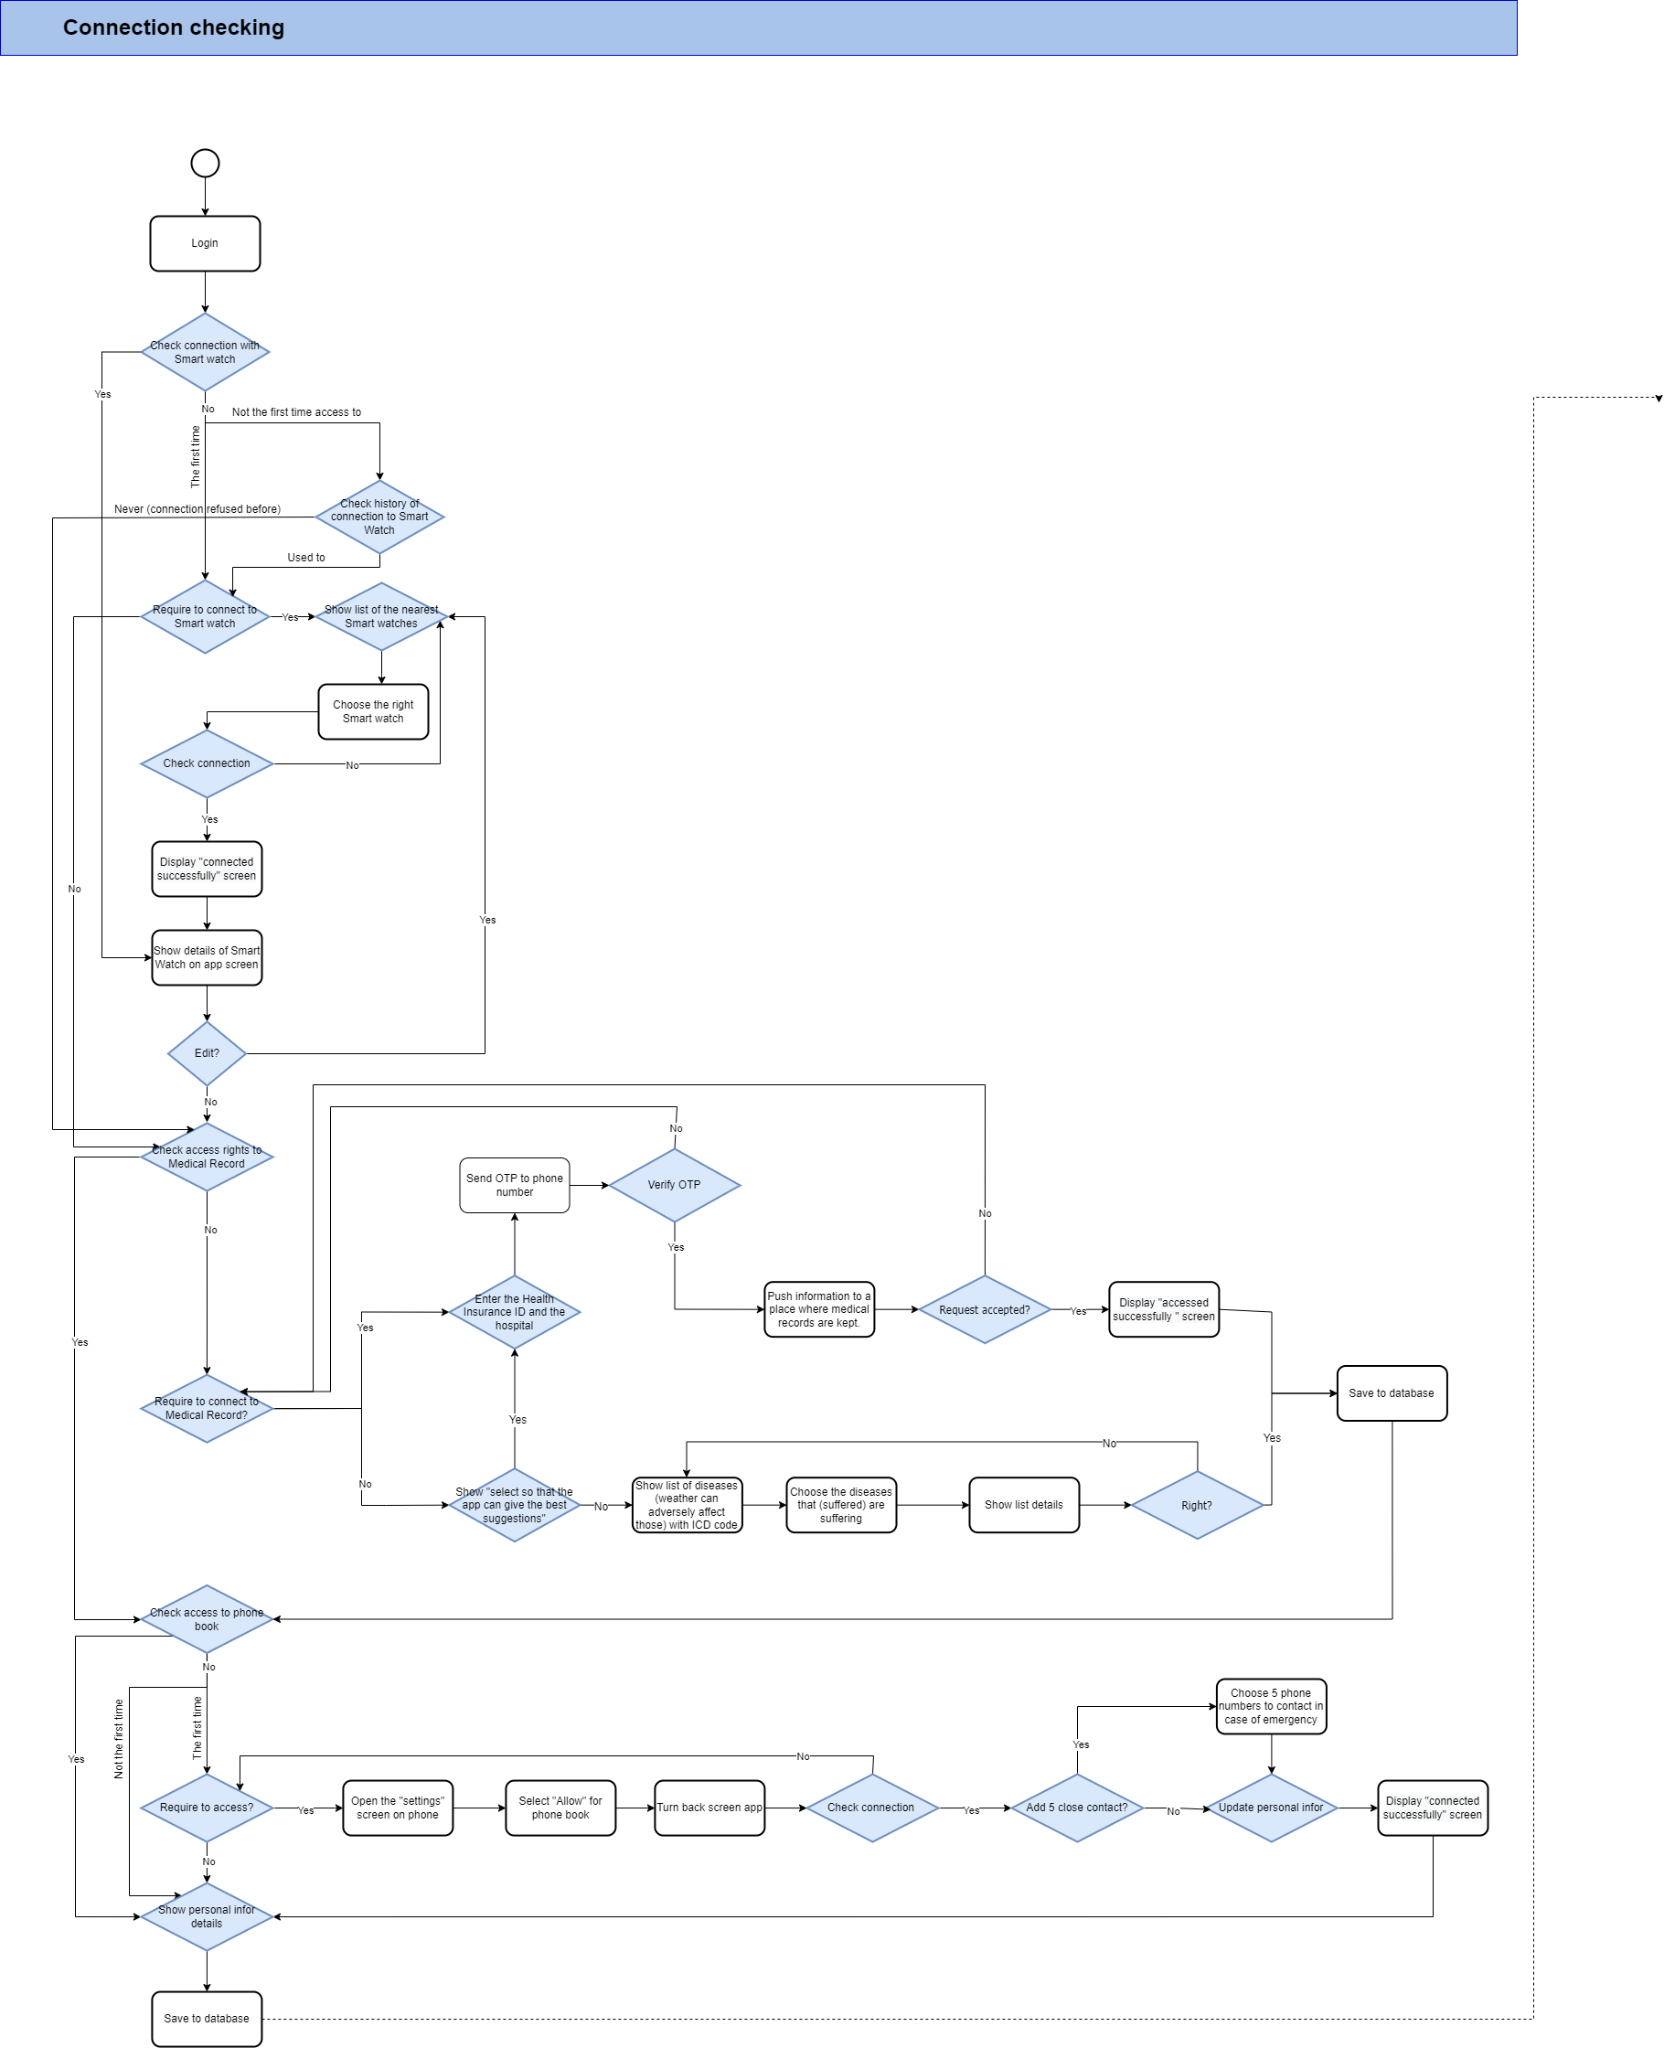 Connection checking
Login
Check connection with
Smart watch
Yes
No
Not the first time access to
The first time
Check history of
connection to Smart
Watch
Never (connection refused before)
Used to
Require to connect to
Smart watch
Yes
Show list of the nearest
Smart watches
Choose the right
Smart watch
Check connection
No
Yes
Display "connected
successfully" screen
No
Yes
Show details of Smart
Watch on app screen
Edit?
No
Check access rights to
Medical Record
No
Send OTP to phone
number
Verify OTP
No
Yes
No
Yes
Enter the Health
Insurance ID and the
hospital
Yes
Push information to a
place where medical
records are kept.
Request accepted?
Yes
Display "accessed
successfully " screen
Require to connect to
Medical Record?
Save to database
Yes
No
Yes
No
Show "select so that the
app can give the best
suggestions"
No
Show list of diseases
(weather can
adversely affect
those) with ICD code
Choose the diseases
that (suffered) are
suffering
Show list details
Right?
Check access to phone
book
No
Not the first time
The first time
Yes
Choose 5 phone
numbers to contact in
case of emergency
Yes
No
Require to access?
Yes
Open the "settings"
screen on phone
Select "Allow" for
phone book
Turn back screen app
Check connection
Yes
Add 5 close contact?
No
Update personal infor
Display "connected
successfully" screen
No
Show personal infor
details
Save to database